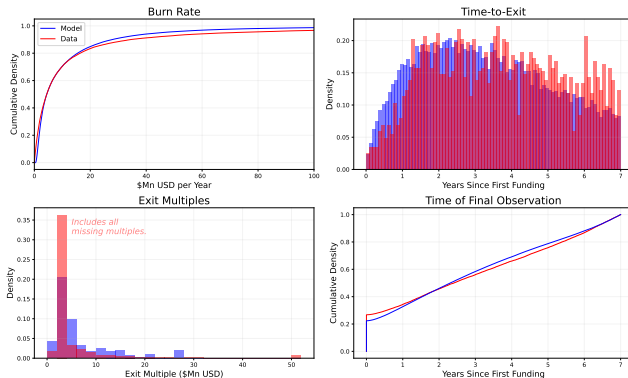 Burn Rate
Model
Data
1.0
0.8
0.6
0.4
0.2
0.0
Cumulative Density
0 20 40 60 80 100
$Mn USD per Year
Time-to-Exit
0.20
0.15
0.10
0.05
0.00
Density
0 1 2 3 4 5 6 7
Years Since First Funding
Exit Multiples
Includes all
missing multiples.
0.35
0.30
0.25
0.20
0.15
0.10
0.05
0.00
Density
0 10 20 30 40 50
Exit Multiple ($Mn USD)
Time of Final Observation
1.0
0.8
0.6
0.4
0.2
0.0
Cumulative Density
0 1 2 3 4 5 6 7
Years Since First Funding